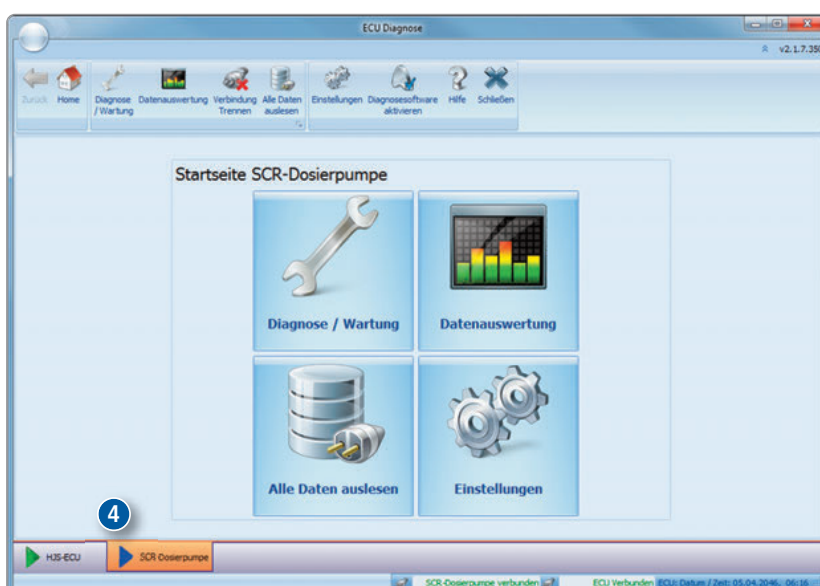 ECU Diagnose
v2.1.7.350
Zurück Home Diagnose / Wartung Datenauswertung Verbindung Trennen Alle Daten auslesen Einstellungen Diagnosesoftware aktivieren Hilfe Schließen
Startseite SCR-Dosierpumpe
Diagnose / Wartung Datenauswertung
Alle Daten auslesen Einstellungen
4
HJS-ECU SCR-Dosierpumpe
SCR-Dosierpumpe verbunden ECU Verbunden ECU: Datum / Zeit: 05.04.2046, 06:16